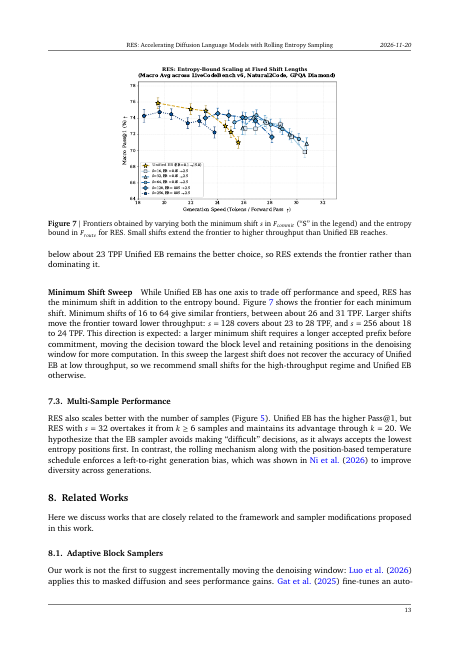 RES: Accelerating Diffusion Language Models with Rolling Entropy Sampling
2026-11-20
RES: Entropy-Bound Scaling at Fixed Shift Lengths
(Macro Avg across LiveCodeBench v6, Natural2Code, GPQA Diamond)
78
76
74
72
70
68
66
64
Macro Pass@1 (%) ↑
18 20 22 24 26 28 30 32
Generation Speed (Tokens / Forward Pass ↑)
Figure 7 | Frontiers obtained by varying both the minimum shift s in Fcommit (“S” in the legend) and the entropy
bound in Froute for RES. Small shifts extend the frontier to higher throughput than Unified EB reaches.
below about 23 TPF Unified EB remains the better choice, so RES extends the frontier rather than
dominating it.
Minimum Shift Sweep While Unified EB has one axis to trade off performance and speed, RES has
the minimum shift in addition to the entropy bound. Figure 7 shows the frontier for each minimum
shift. Minimum shifts of 16 to 64 give similar frontiers, between about 26 and 31 TPF. Larger shifts
move the frontier toward lower throughput: s = 128 covers about 23 to 28 TPF, and s = 256 about 18
to 24 TPF. This direction is expected: a larger minimum shift requires a longer accepted prefix before
commitment, moving the decision toward the block level and retaining positions in the denoising
window for more computation. In this sweep the largest shift does not recover the accuracy of Unified
EB at low throughput, so we recommend small shifts for the high-throughput regime and Unified EB
otherwise.
7.3. Multi-Sample Performance
RES also scales better with the number of samples (Figure 5). Unified EB has the higher Pass@1, but
RES with s = 32 overtakes it from k ≥ 6 samples and maintains its advantage through k = 20. We
hypothesize that the EB sampler avoids making “difficult” decisions, as it always accepts the lowest
entropy positions first. In contrast, the rolling mechanism along with the position-based temperature
schedule enforces a left-to-right generation bias, which was shown in Ni et al. (2026) to improve
diversity across generations.
8. Related Works
Here we discuss works that are closely related to the framework and sampler modifications proposed
in this work.
8.1. Adaptive Block Samplers
Our work is not the first to suggest incrementally moving the denoising window: Luo et al. (2026)
applies this to masked diffusion and sees performance gains. Gat et al. (2025) fine-tunes an auto-
13